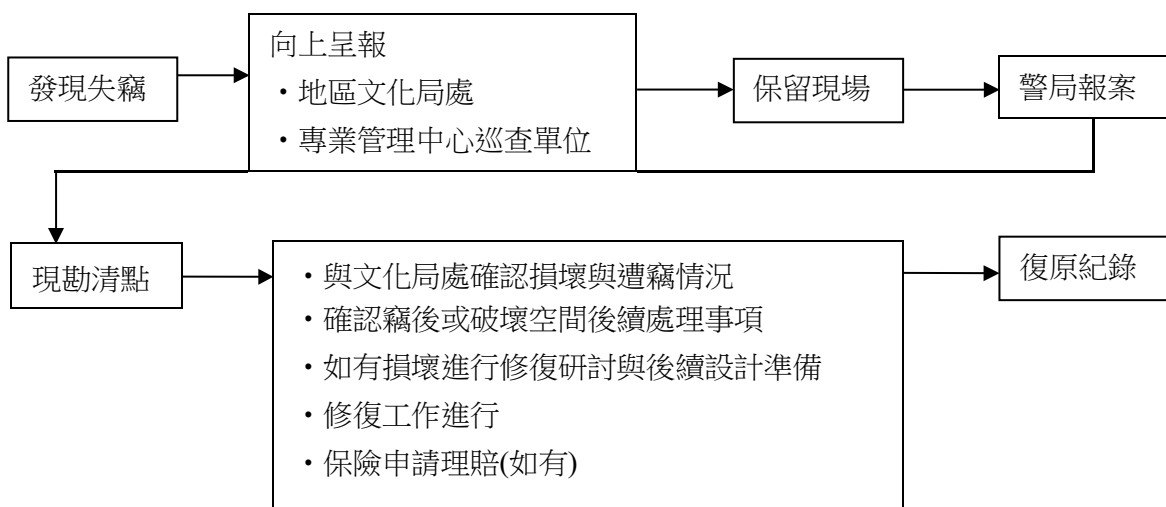 發現失竊
向上呈報
・地區文化局處
・專業管理中心巡查單位
保留現場
警局報案
現勘清點
・與文化局處確認損壞與遭竊情況
・確認竊後或破壞空間後續處理事項
・如有損壞進行修復研討與後續設計準備
・修復工作進行
・保險申請理賠(如有)
復原紀錄